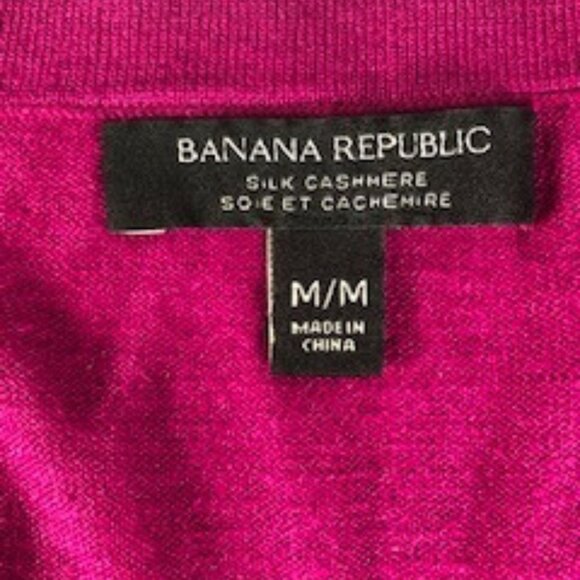 BANANA REPUBLIC
SILK CASHMERE
SOIE ET CACHEMIRE
M/M
MADE IN
CHINA